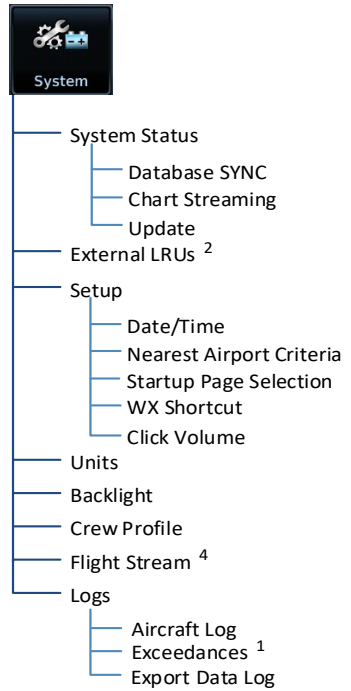 System
System Status
Database SYNC
Chart Streaming
Update
External LRUs 2
Setup
Date/Time
Nearest Airport Criteria
Startup Page Selection
WX Shortcut
Click Volume
Units
Backlight
Crew Profile
Flight Stream 4
Logs
Aircraft Log
Exceedances 1
Export Data Log